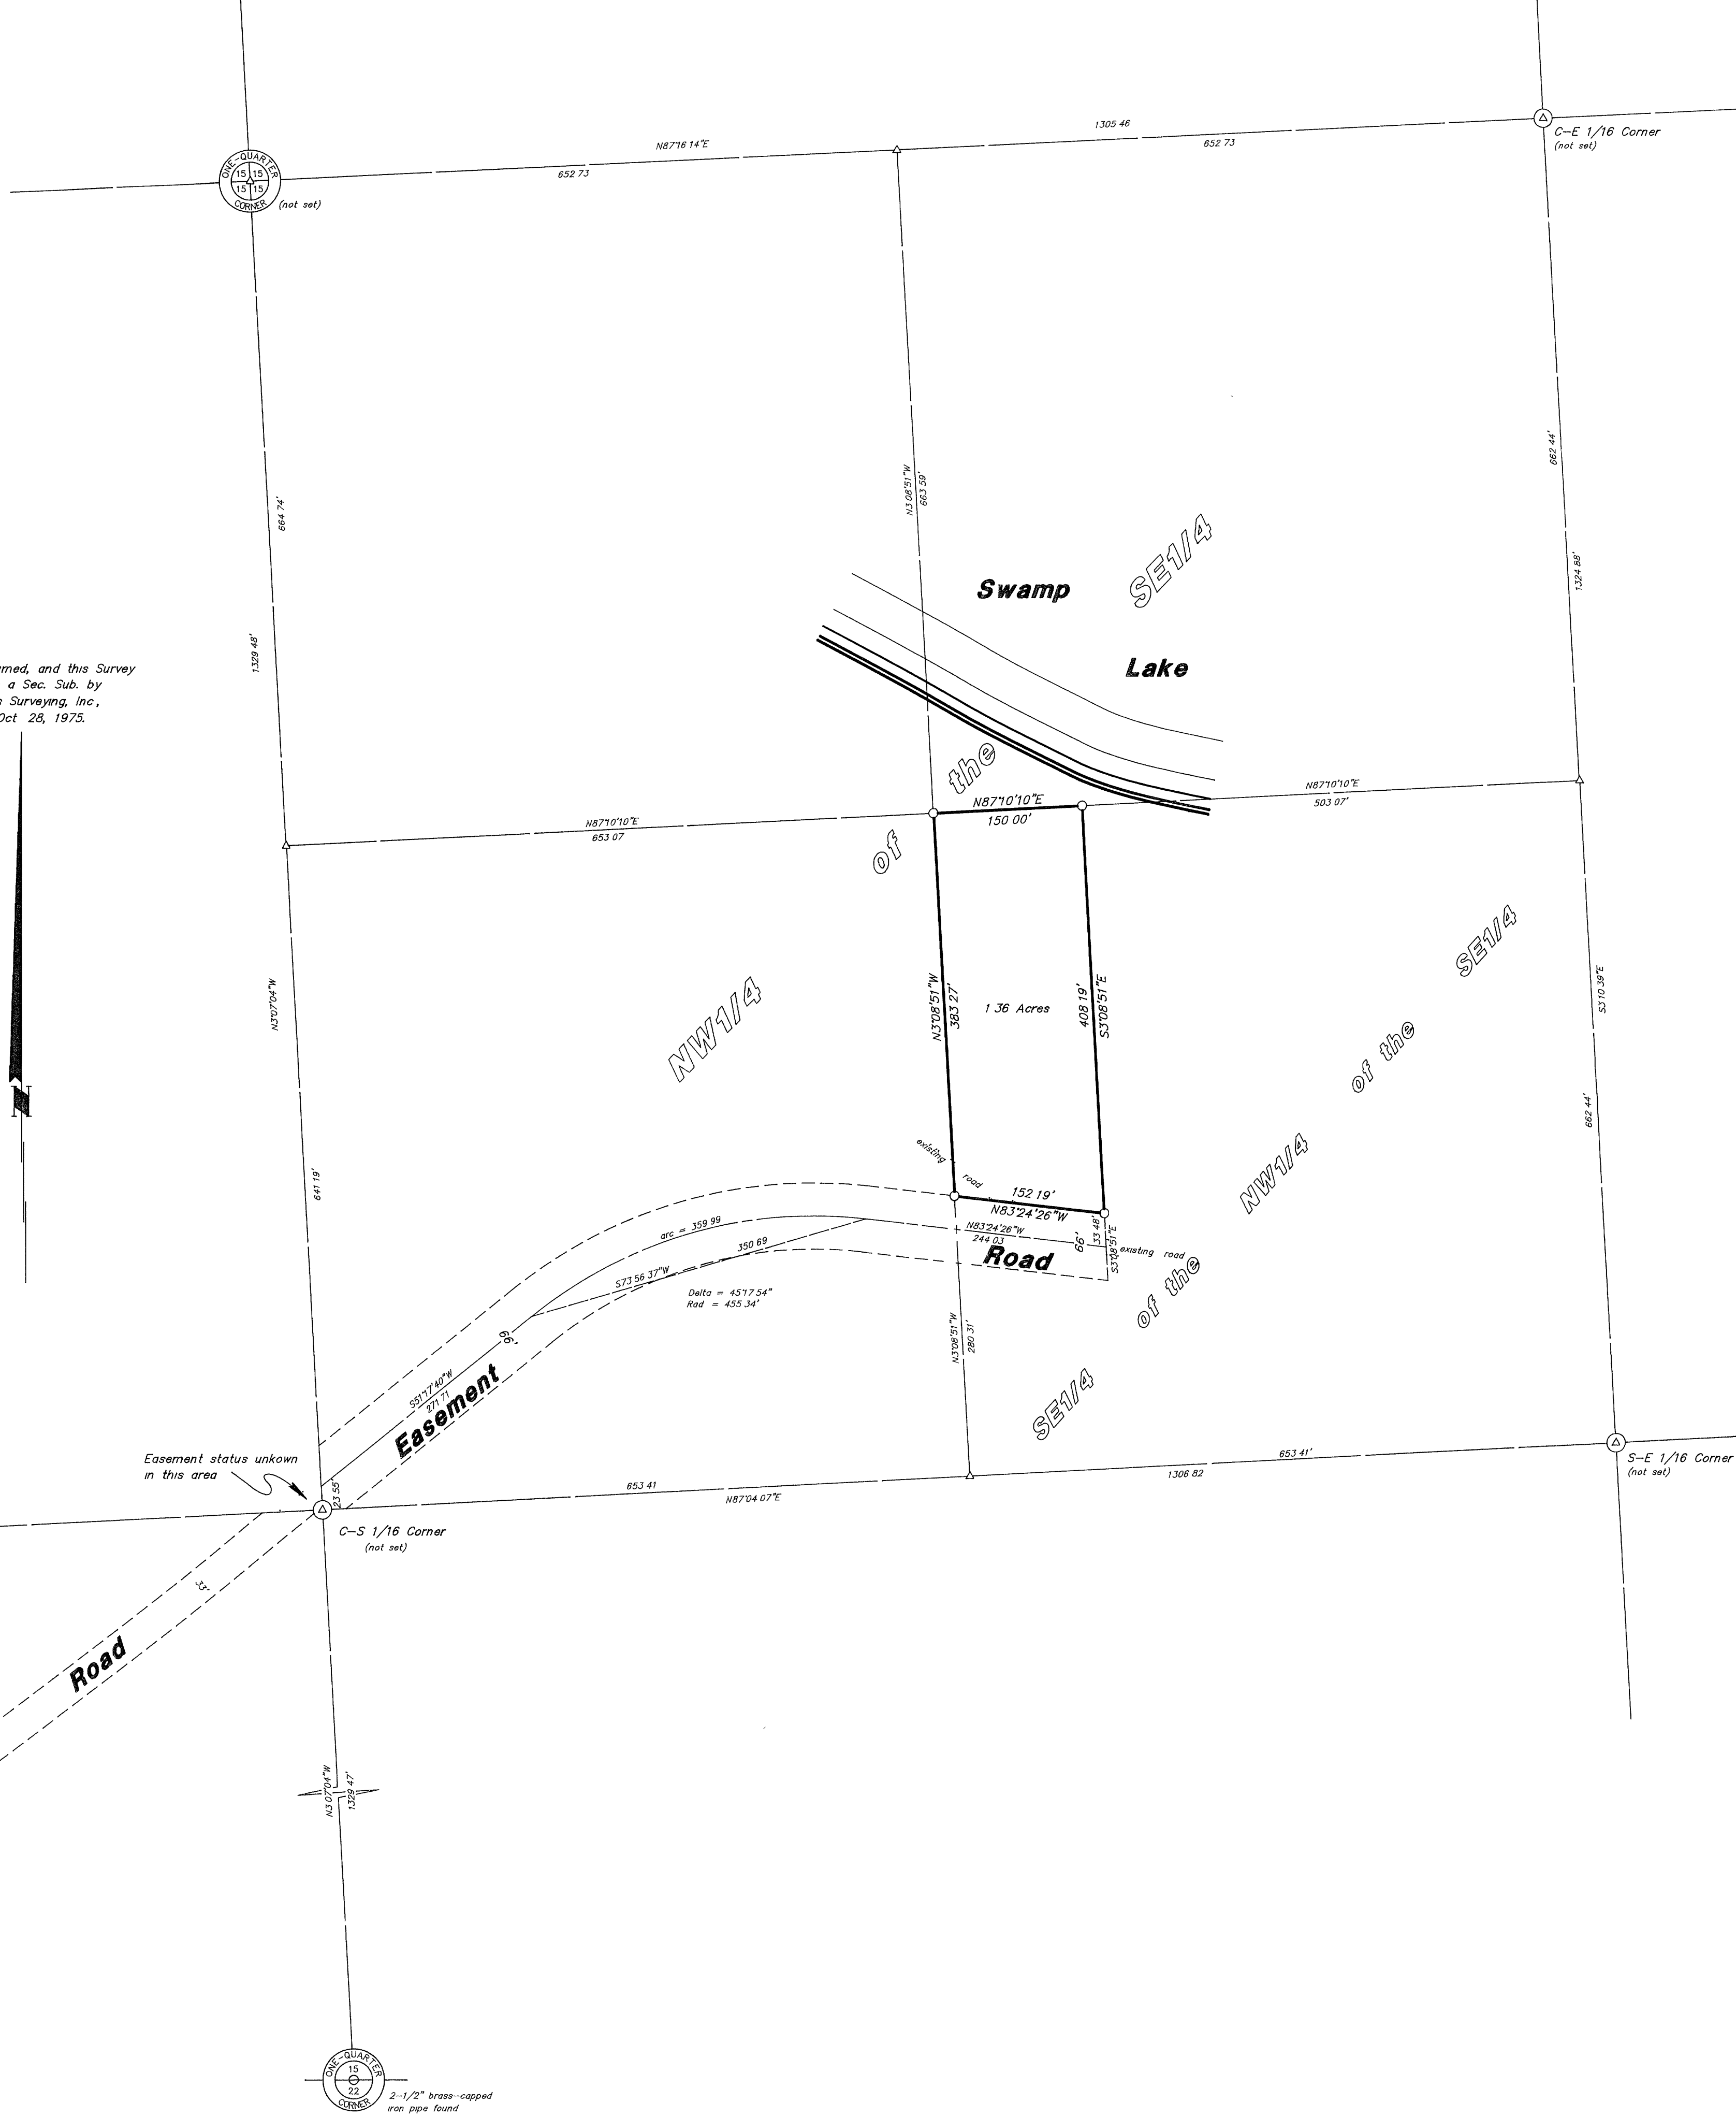 1305 46
C-E 1/16 Corner
(not set)
N87°16 14"E
652 73
652 73
ONE-QUARTER
15 15
15 15
CORNER
(not set)
662 44'
N3 08'51"W
663 59'
664 74'
SE1/4
Swamp
1324 88'
1329 48'
Lake
and this Survey
a Sec. Sub. by
Surveying, Inc,
Oct 28, 1975.
the
N87°10'10"E
503 07'
N87°10'10"E
150 00'
N87°10'10"E
653 07
of
SE1/4
N3°07'04"W
N3°08'51"W
383 27'
1 36 Acres
408 19'
S3°08'51"E
S3 10 39"E
NW1/4
of the
N
662 44'
existing
road
641 19'
NW1/4
152 19'
N83°24'26"W
arc = 359 99
N83°24'26"W
244 03
33 48'
66'
S3°08'51"E
existing road
350 69
Road
S73 56 37"W
of the
Delta = 45°17 54"
Rad = 455 34'
66'
N3°08'51"W
280 31'
S51°17'40"W
271 71
Easement
SE1/4
Easement status unkown
in this area
653 41'
S-E 1/16 Corner
(not set)
1306 82
23 55'
653 41
N87°04 07"E
C-S 1/16 Corner
(not set)
33'
Road
N3 07'04"W
1329 47'
ONE-QUARTER
15
22
CORNER
2-1/2" brass-capped
iron pipe found